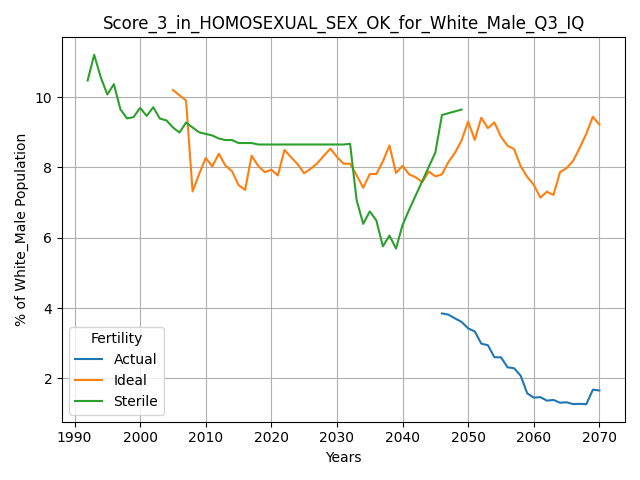 Score_3_in_HOMOSEXUAL_SEX_OK_for_White_Male_Q3_IQ
% of White_Male Population
10
8
6
4
2
Fertility
Actual
Ideal
Sterile
1990 2000 2010 2020 2030 2040 2050 2060 2070
Years